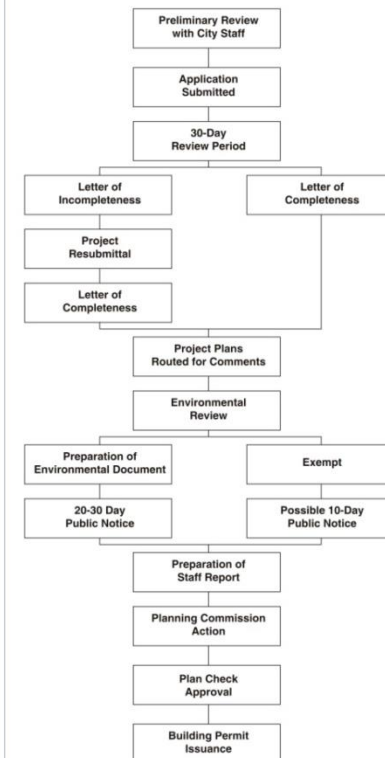 Preliminary Review
with City Staff
Application
Submitted
30-Day
Review Period
Letter of
Incompleteness
Letter of
Completeness
Project
Resubmittal
Letter of
Completeness
Project Plans
Routed for Comments
Environmental
Review
Preparation of
Environmental Document
Exempt
20-30 Day
Public Notice
Possible 10-Day
Public Notice
Preparation of
Staff Report
Planning Commission
Action
Plan Check
Approval
Building Permit
Issuance